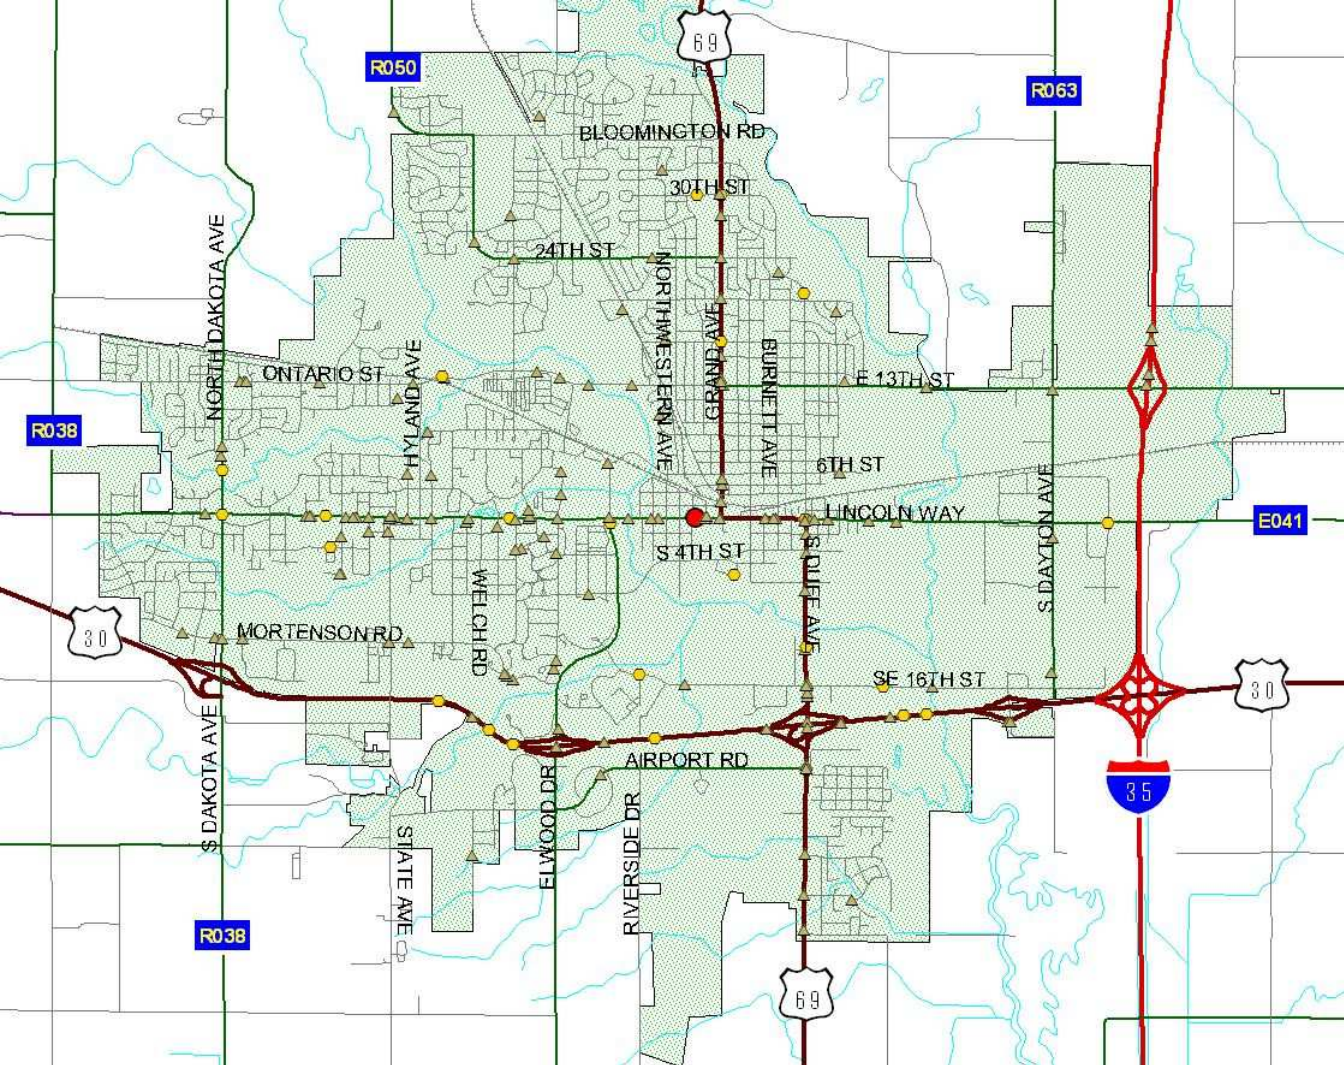 69
R050
R063
BLOOMINGTON RD
30TH ST
24TH ST
NORTH DAKOTA AVE
NORTHWESTERN AVE
GRAND AVE
BURNETT AVE
HYLAND AVE
ONTARIO ST
E 13TH ST
R038
6TH ST
S DAYTON AVE
LINCOLN WAY
E041
S 4TH ST
S DUFF AVE
WELCH RD
30
MORTENSON RD
SE 16TH ST
30
S DAKOTA AVE
AIRPORT RD
ELWOOD DR
RIVERSIDE DR
STATE AVE
35
R038
69